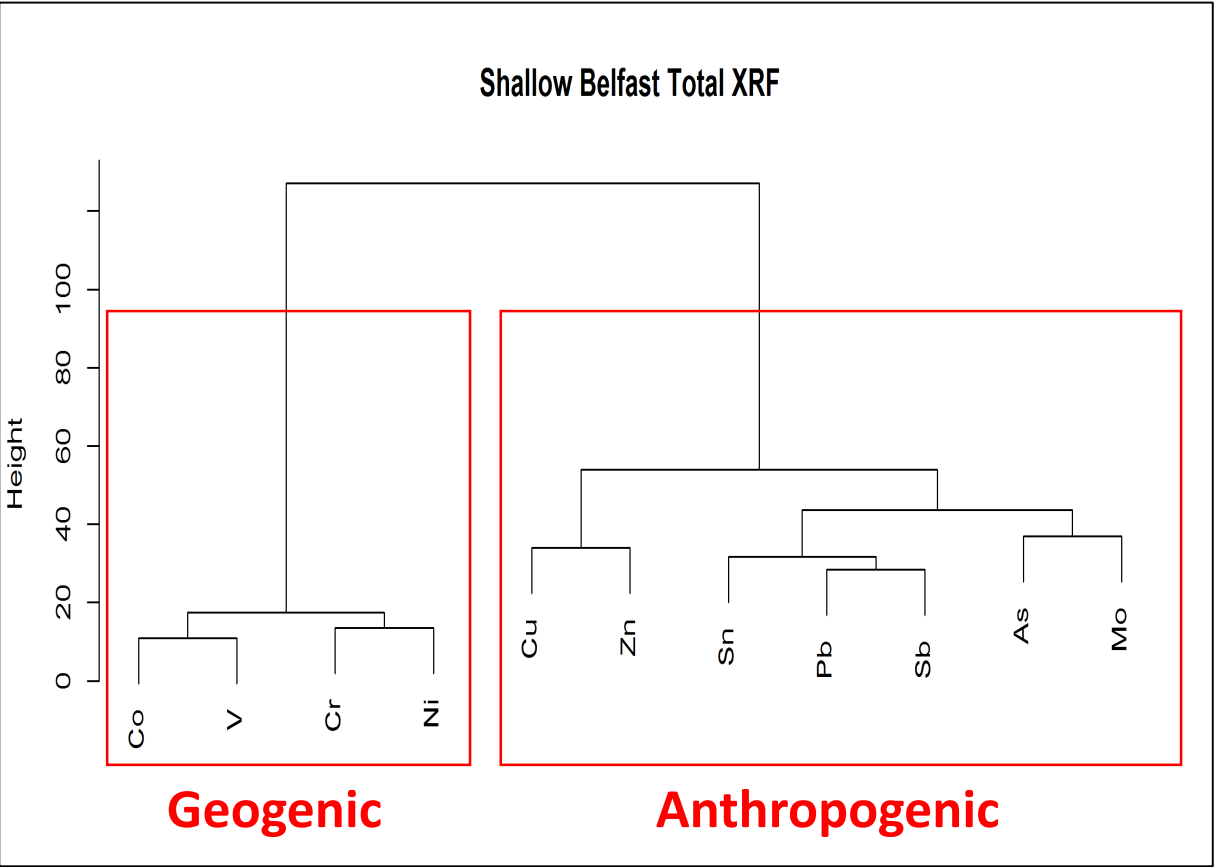 Shallow Belfast Total XRF
Height
100
80
60
40
20
0
Co
V
Cr
Ni
Cu
Zn
Sn
Pb
Sb
As
Mo
Geogenic
Anthropogenic